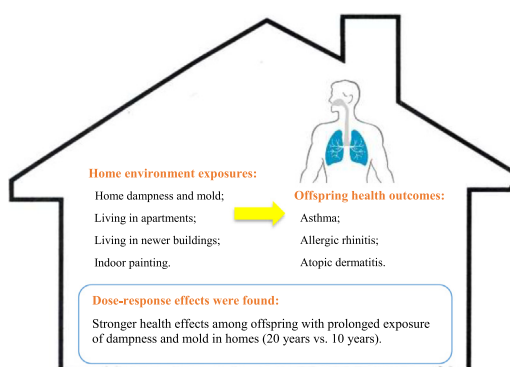 Home environment exposures:
Home dampness and mold;
Living in apartments;
Living in newer buildings;
Indoor painting.
Offspring health outcomes:
Asthma;
Allergic rhinitis;
Atopic dermatitis.
Dose-response effects were found:
Stronger health effects among offspring with prolonged exposure
of dampness and mold in homes (20 years vs. 10 years).